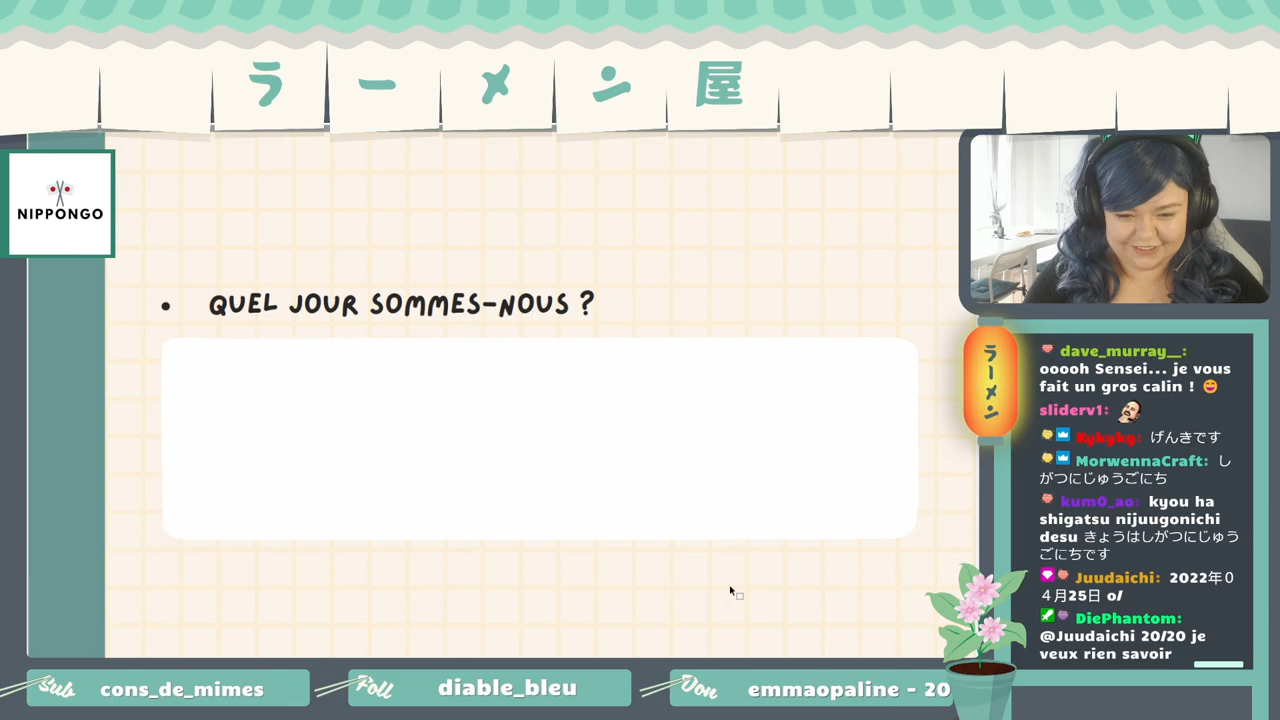 ラーメン屋
NIPPONGO
• QUEL JOUR SOMMES-NOUS ?
ラーメン
dave_murray__:
ooooh Sensei... je vous
fait un gros calin !
sliderv1:
Kykyky: げんきです
MorwennaCraft: し
がつにじゅうごにち
kum0_ao: kyou ha
shigatsu nijuugonichi
desu きょうはしがつにじゅう
ごにちです
Juudaichi: 2022年0
4月25日 o/
DiePhantom:
@Juudaichi 20/20 je
veux rien savoir
Sub cons_de_mimes
Foll diable_bleu
Don emmaopaline - 20